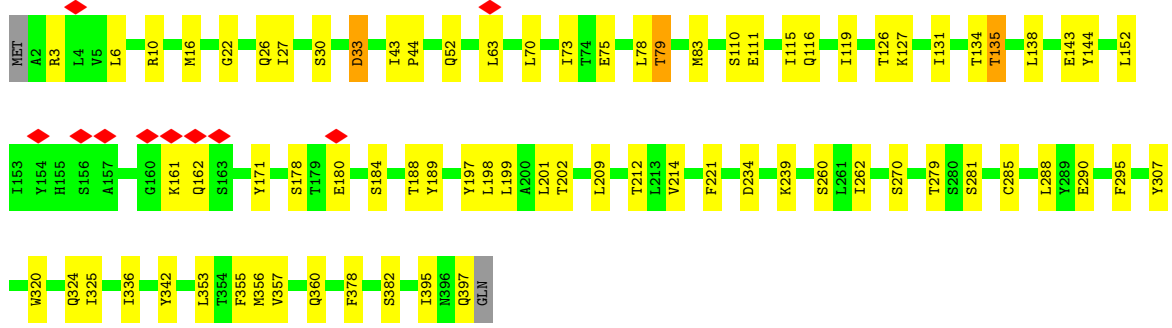 MET A2 R3 L4 V5 L6 R10 M16 G22 Q26 I27 S30 D33 I43 P44 Q52 L63 L70 I73 T74 E75 L78 T79 M83 S110 E111 I115 Q116 I119 T126 K127 I131 T134 T135 L138 E143 Y144 L152
I153 Y154 H155 S156 A157 G160 K161 Q162 S163 Y171 S178 T179 E180 S184 T188 Y189 Y197 L198 L199 A200 L201 T202 L209 T212 L213 V214 F221 D234 K239 S260 L261 I262 S270 T279 S280 S281 C285 L288 Y289 E290 F295 Y307
W320 Q324 I325 I336 Y342 L353 T354 F355 M356 V357 Q360 F378 S382 I395 N396 Q397 GLN